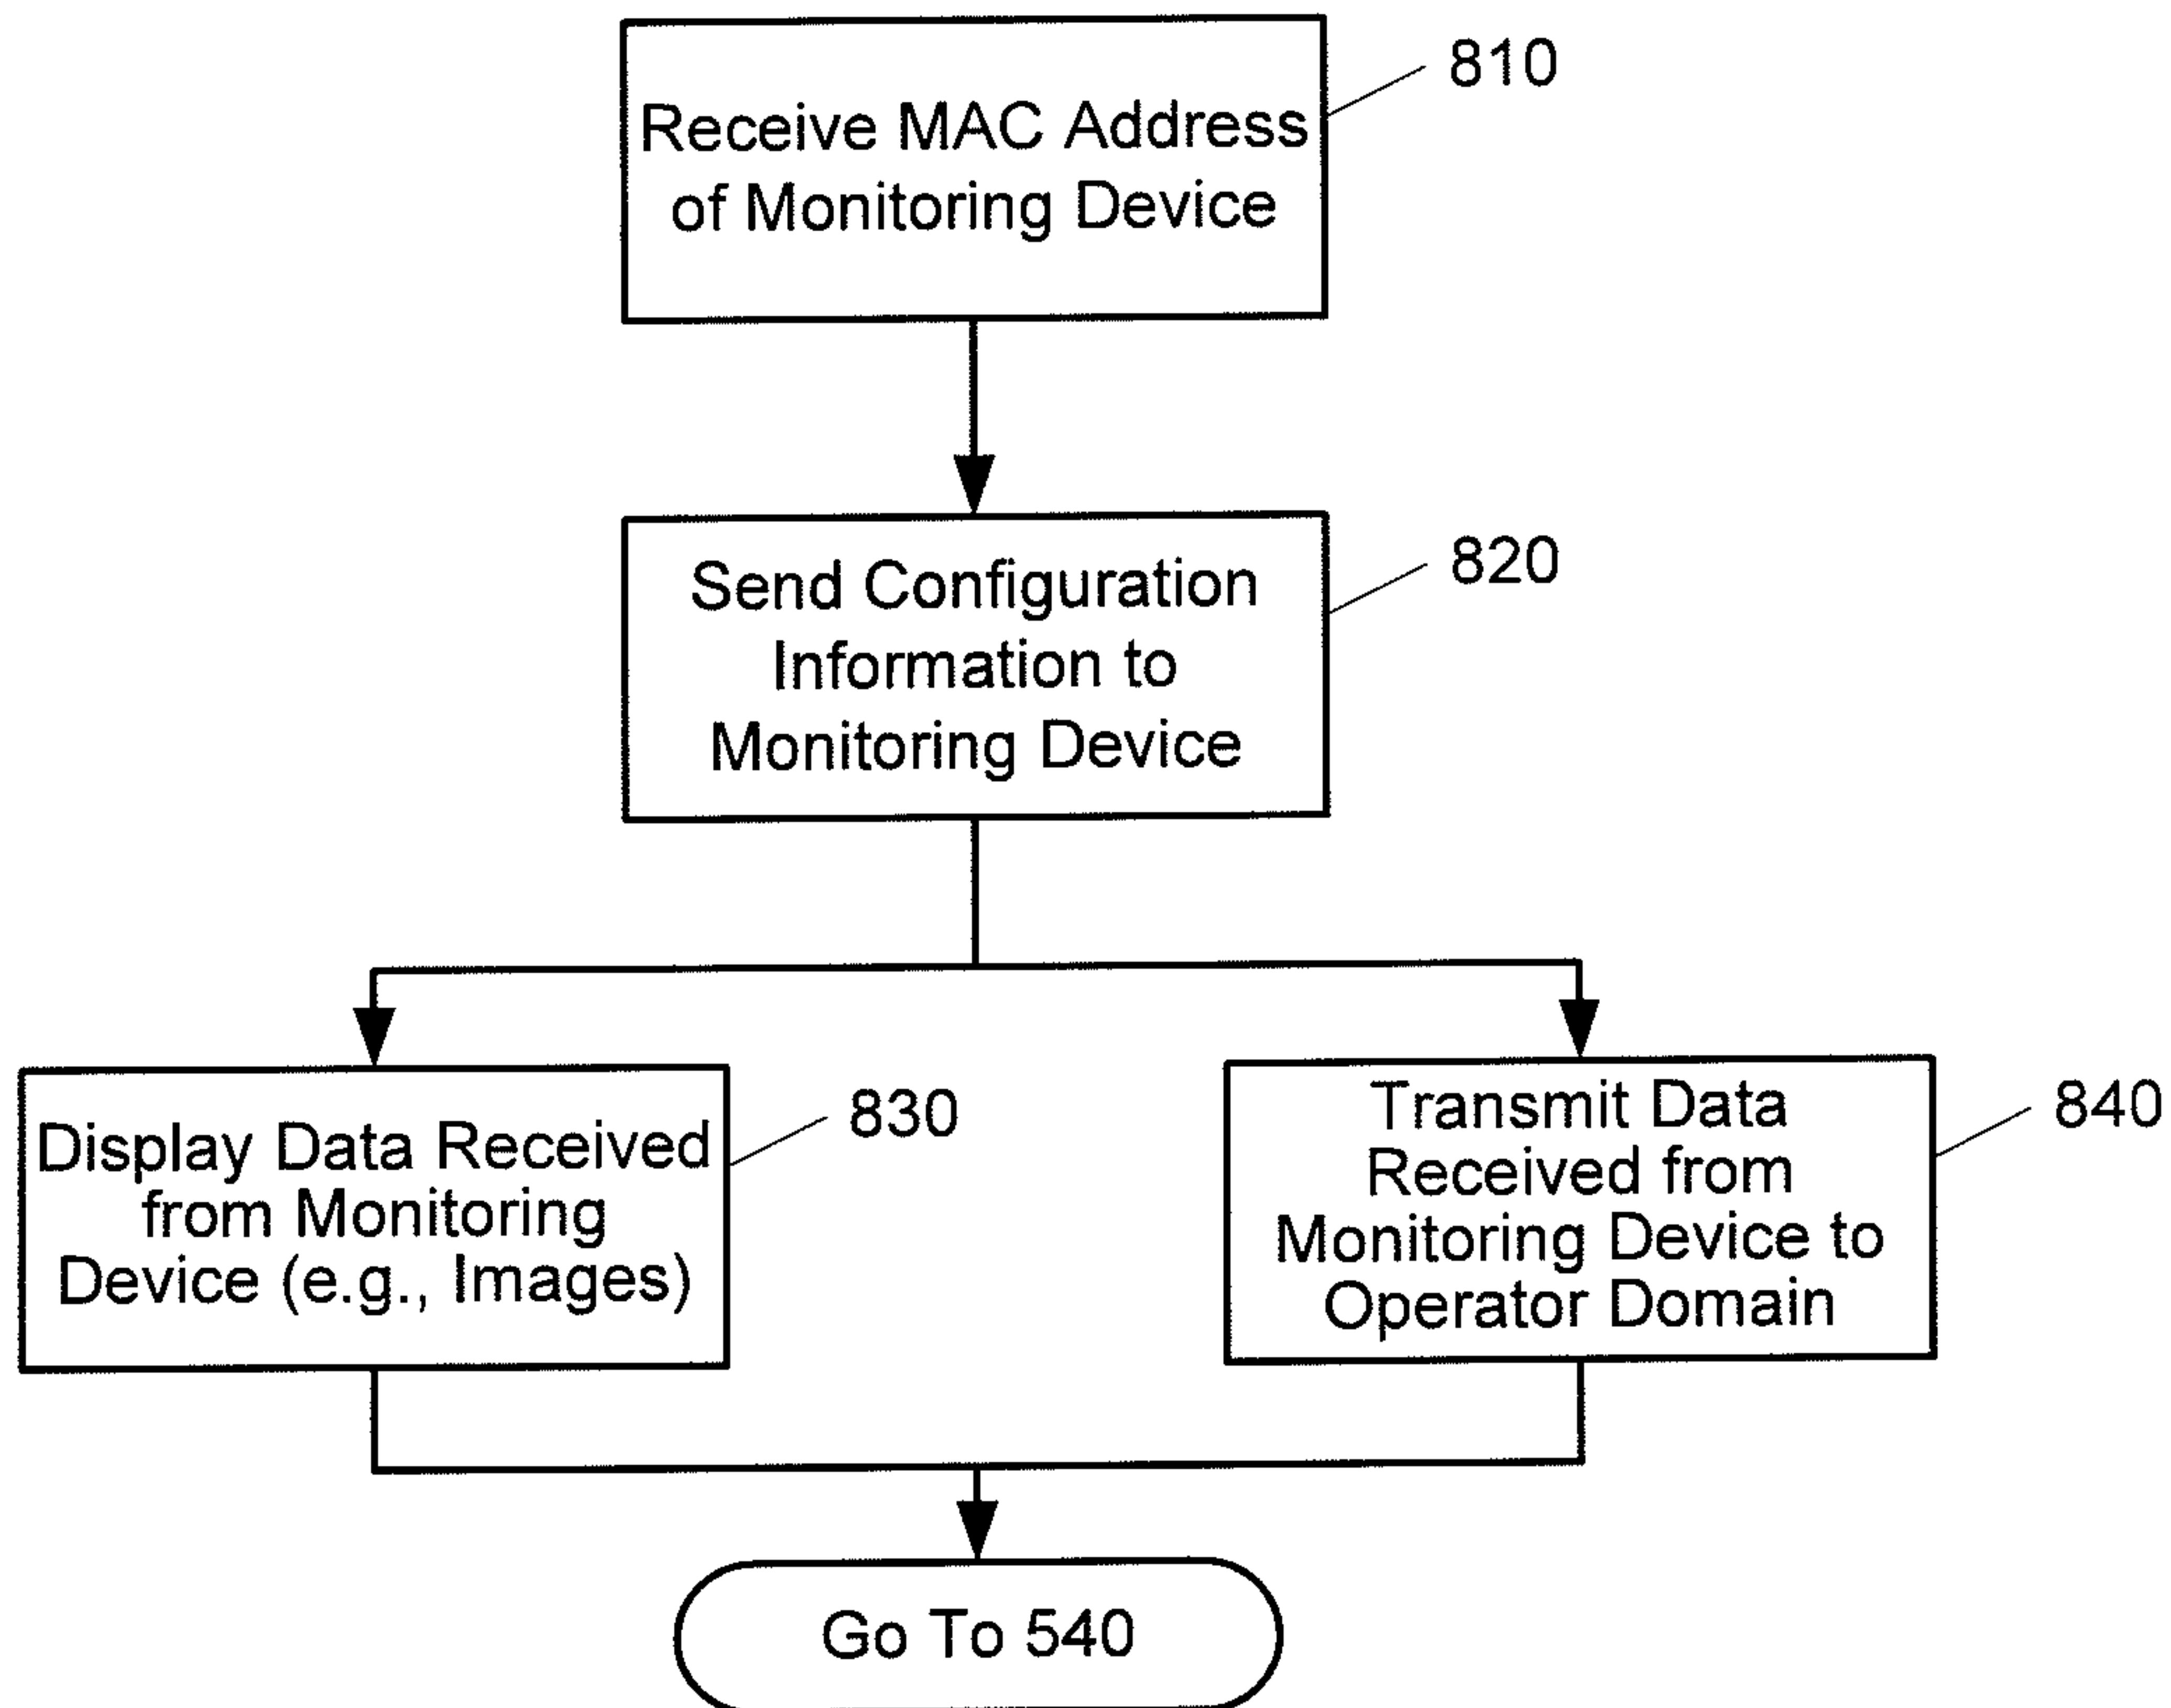 Receive MAC Address
of Monitoring Device
810
Send Configuration
Information to
Monitoring Device
820
Display Data Received
from Monitoring
Device (e.g., Images)
830
Transmit Data
Received from
Monitoring Device to
Operator Domain
840
Go To 540